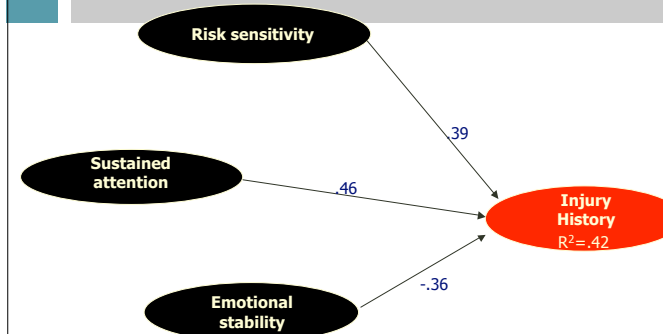 Risk sensitivity
.39
Sustained
attention
.46
Injury
History
R²=.42
-.36
Emotional
stability